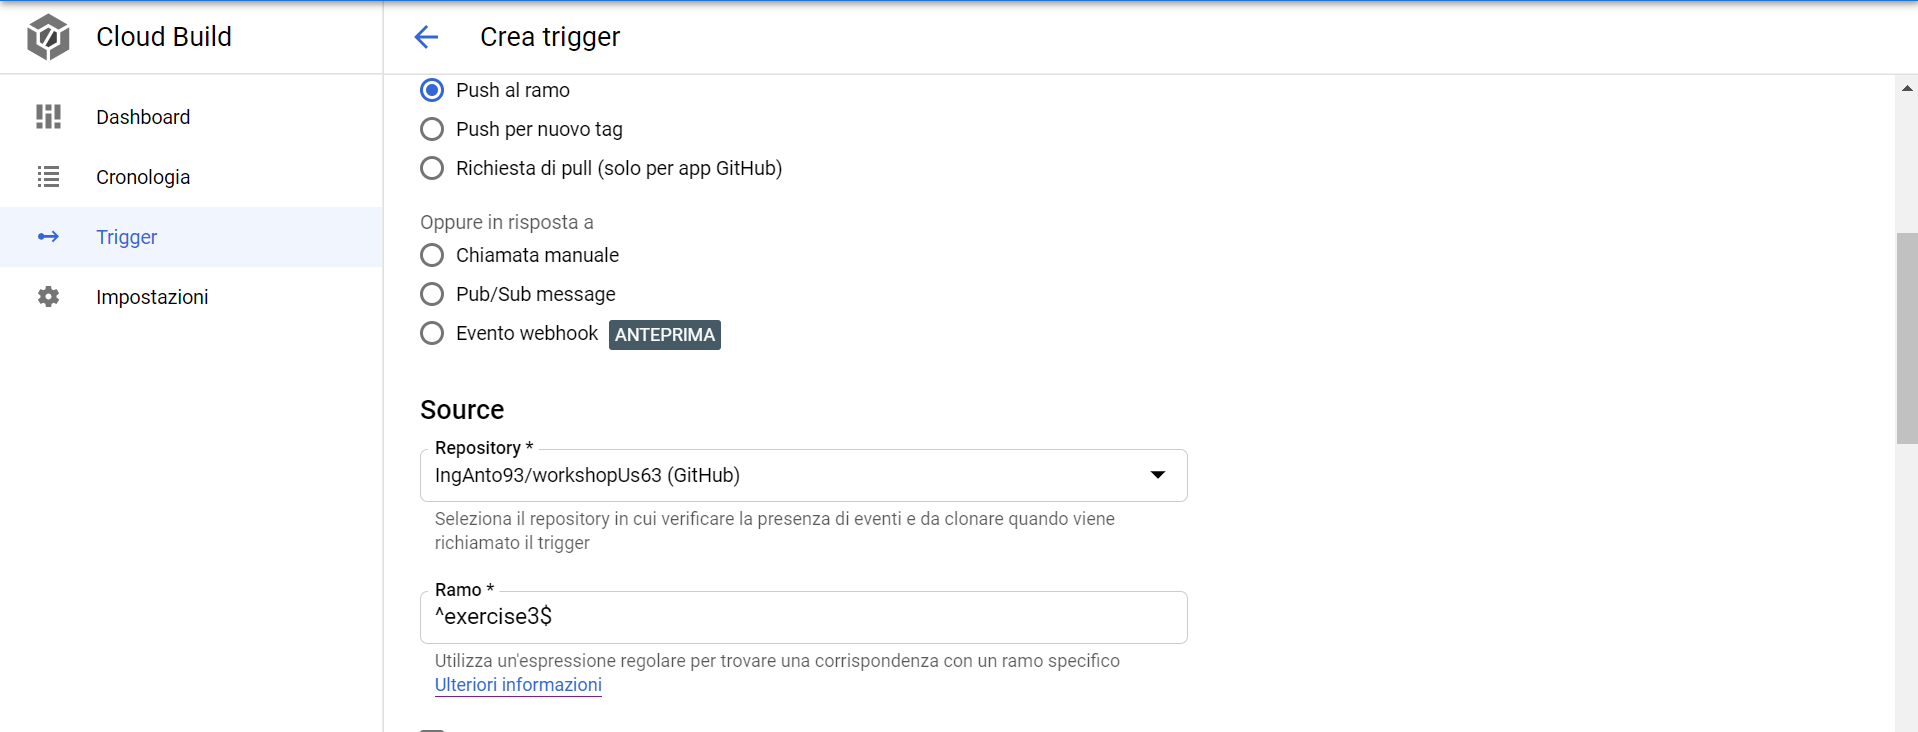 Cloud Build
Crea trigger
Dashboard
Cronologia
Trigger
Impostazioni
Push al ramo
Push per nuovo tag
Richiesta di pull (solo per app GitHub)
Oppure in risposta a
Chiamata manuale
Pub/Sub message
Evento webhook ANTEPRIMA
Source
Repository *
IngAnto93/workshopUs63 (GitHub)
Seleziona il repository in cui verificare la presenza di eventi e da clonare quando viene
richiamato il trigger
Ramo *
^exercise3$
Utilizza un'espressione regolare per trovare una corrispondenza con un ramo specifico
Ulteriori informazioni